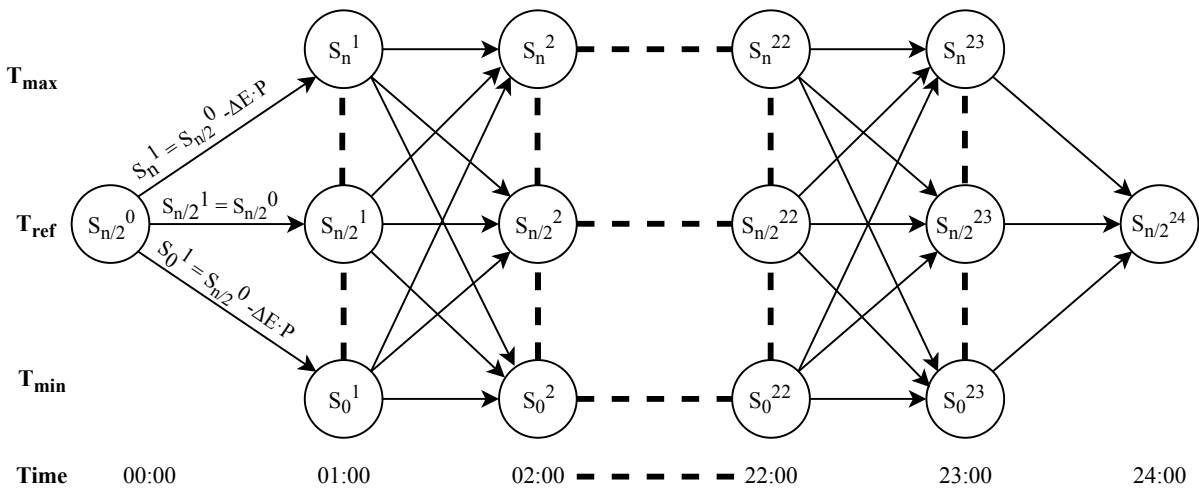 T_max
S_n^1
S_n^2
S_n^22
S_n^23
S_n^1 = S_n/2^0 -ΔE·P
T_ref
S_n/2^0
S_n/2^1 = S_n/2^0
S_n/2^1
S_n/2^2
S_n/2^22
S_n/2^23
S_n/2^24
S_0^1 = S_n/2^0 -ΔE·P
T_min
S_0^1
S_0^2
S_0^22
S_0^23
Time 00:00 01:00 02:00 22:00 23:00 24:00